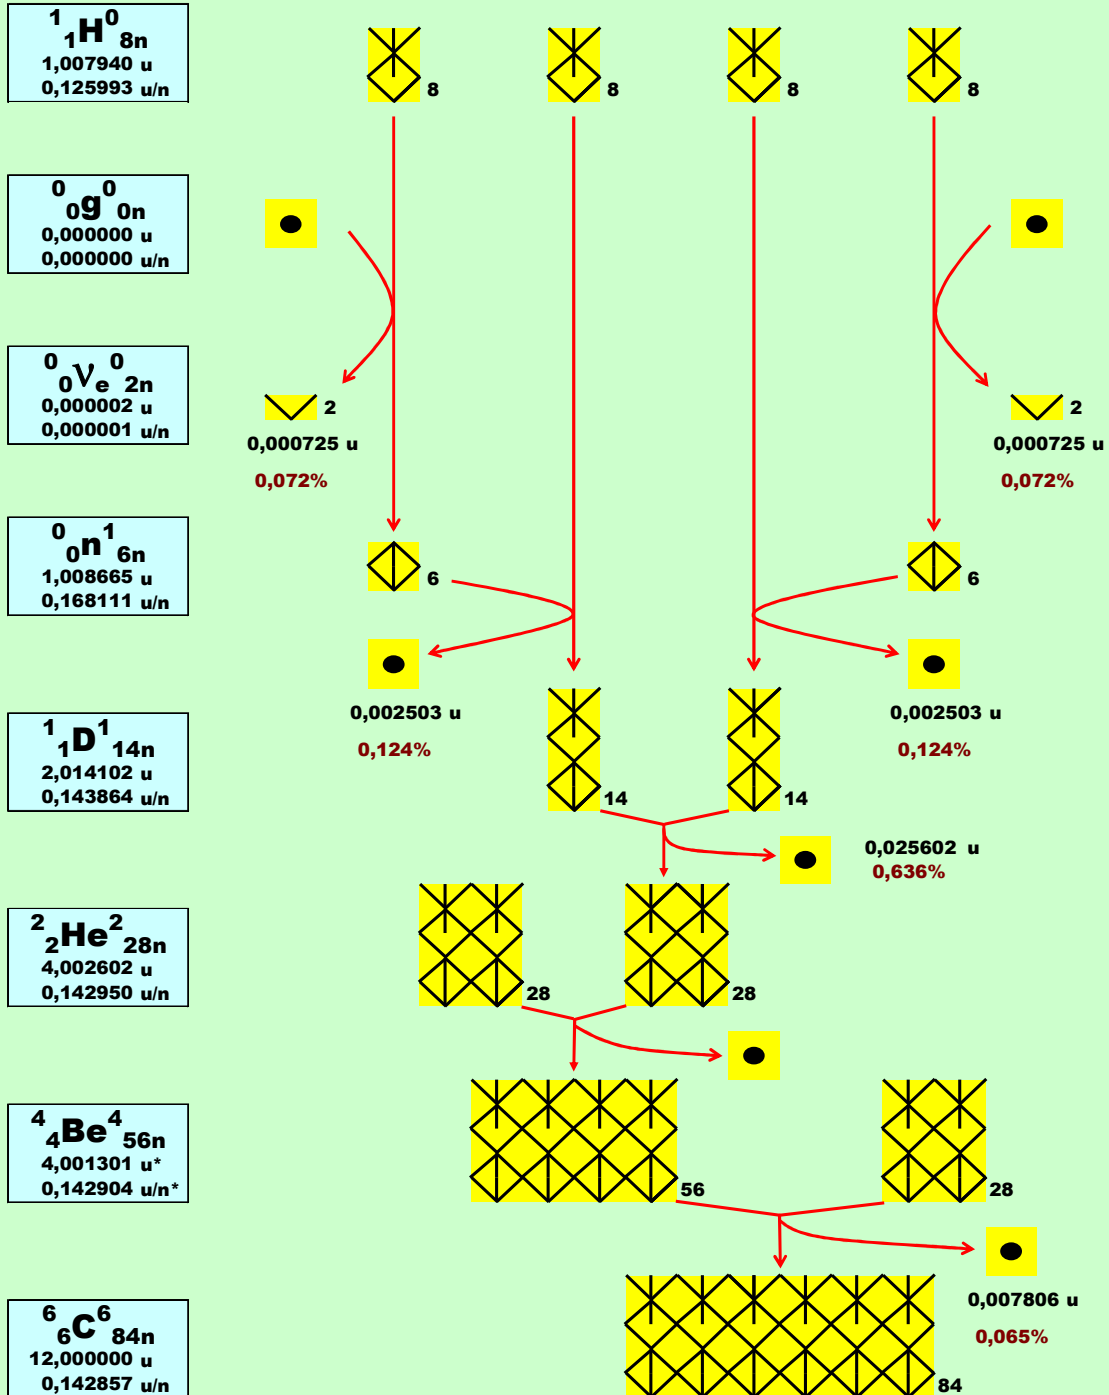 1 1H0 8n
1,007940 u
0,125993 u/n
8
8
8
8
0 0g0 0n
0,000000 u
0,000000 u/n
0 0νe0 2n
0,000002 u
0,000001 u/n
2
2
0,000725 u
0,000725 u
0,072%
0,072%
0 0n1 6n
1,008665 u
0,168111 u/n
6
6
0,002503 u
0,002503 u
0,124%
0,124%
1 1D1 14n
2,014102 u
0,143864 u/n
14
14
0,025602 u
0,636%
2 2He2 28n
4,002602 u
0,142950 u/n
28
28
4 4Be4 56n
4,001301 u*
0,142904 u/n*
56
28
0,007806 u
0,065%
6 6C6 84n
12,000000 u
0,142857 u/n
84